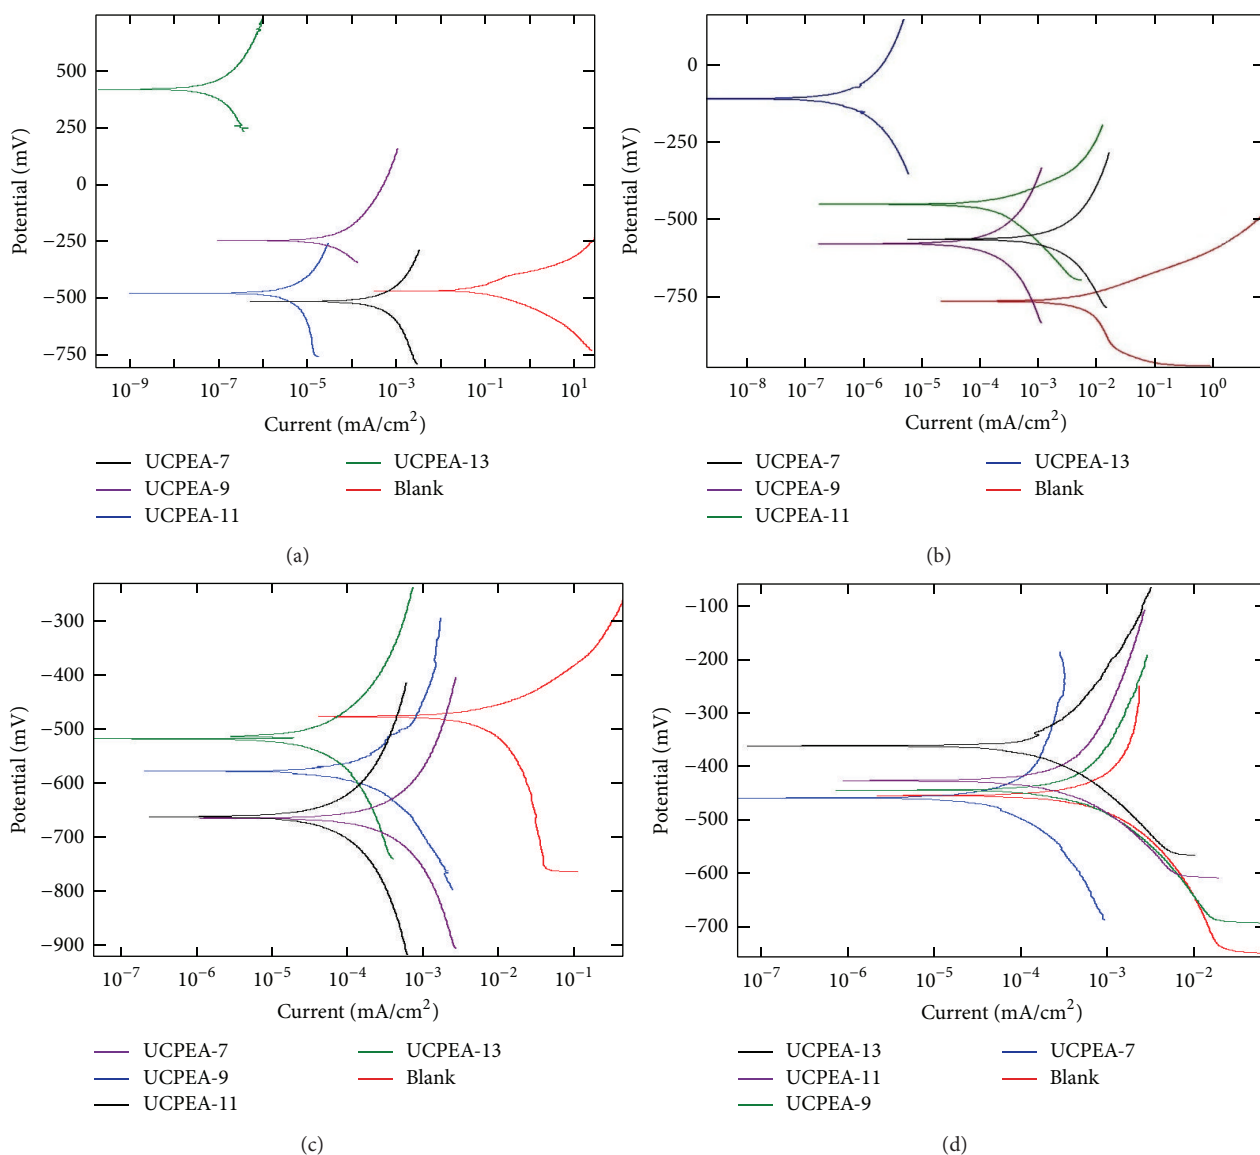 Potential (mV)
500
250
0
−250
−500
−750
10⁻⁹ 10⁻⁷ 10⁻⁵ 10⁻³ 10⁻¹ 10¹
Current (mA/cm²)
UCPEA-7 UCPEA-13
UCPEA-9 Blank
UCPEA-11
(a)
Potential (mV)
0
−250
−500
−750
10⁻⁸ 10⁻⁷ 10⁻⁶ 10⁻⁵ 10⁻⁴ 10⁻³ 10⁻² 10⁻¹ 10⁰
Current (mA/cm²)
UCPEA-7 UCPEA-13
UCPEA-9 Blank
UCPEA-11
(b)
Potential (mV)
−300
−400
−500
−600
−700
−800
−900
10⁻⁷ 10⁻⁶ 10⁻⁵ 10⁻⁴ 10⁻³ 10⁻² 10⁻¹
Current (mA/cm²)
UCPEA-7 UCPEA-13
UCPEA-9 Blank
UCPEA-11
(c)
Potential (mV)
−100
−200
−300
−400
−500
−600
−700
10⁻⁷ 10⁻⁶ 10⁻⁵ 10⁻⁴ 10⁻³ 10⁻²
Current (mA/cm²)
UCPEA-13 UCPEA-7
UCPEA-11 Blank
UCPEA-9
(d)